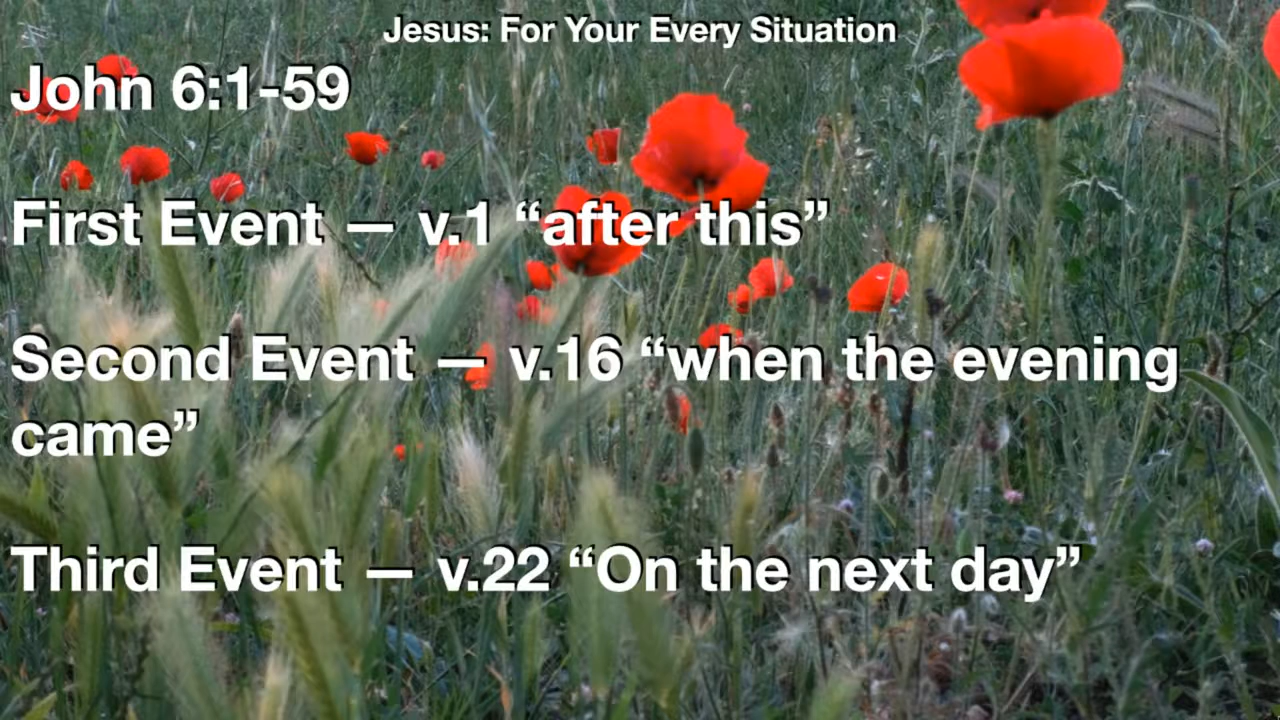 Jesus: For Your Every Situation
John 6:1-59
First Event — v.1 “after this”
Second Event — v.16 “when the evening
came”
Third Event — v.22 “On the next day”